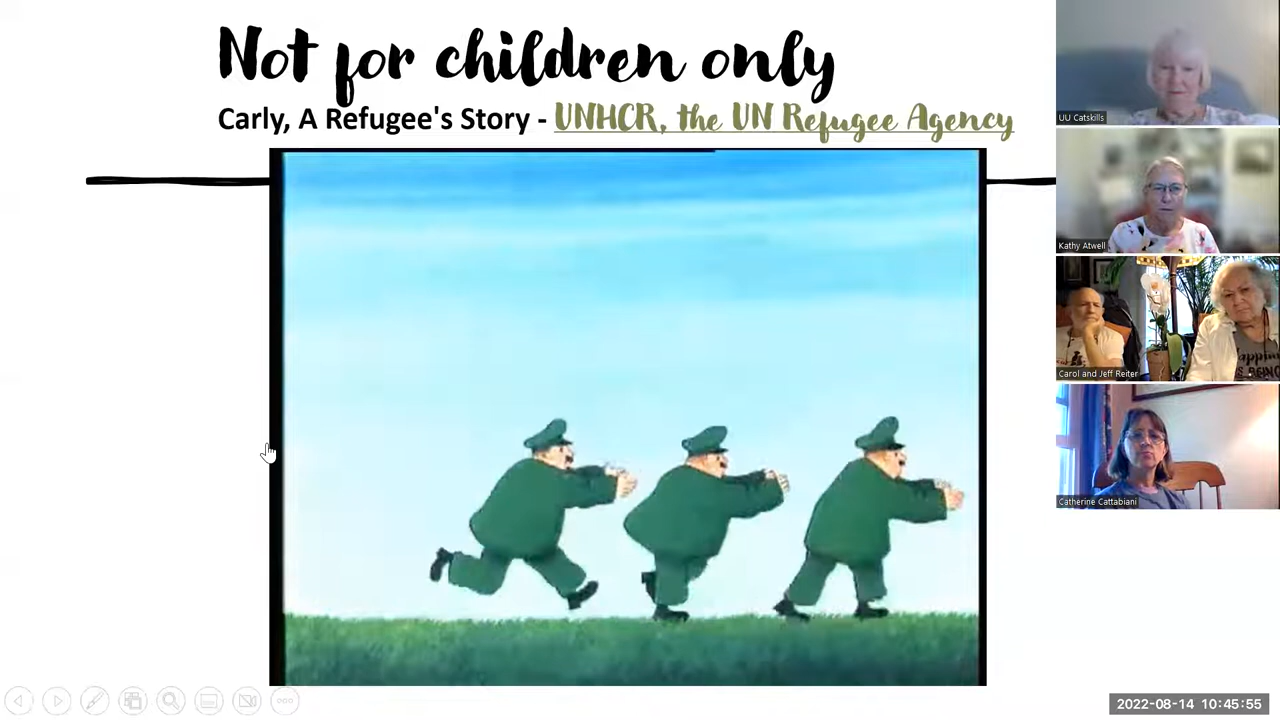 Not for children only
Carly, A Refugee's Story - UNHCR, the UN Refugee Agency
UU Catskills
Kathy Atwell
Carol and Jeff Reiter
Catherine Cattabiani
2022-08-14 10:45:55